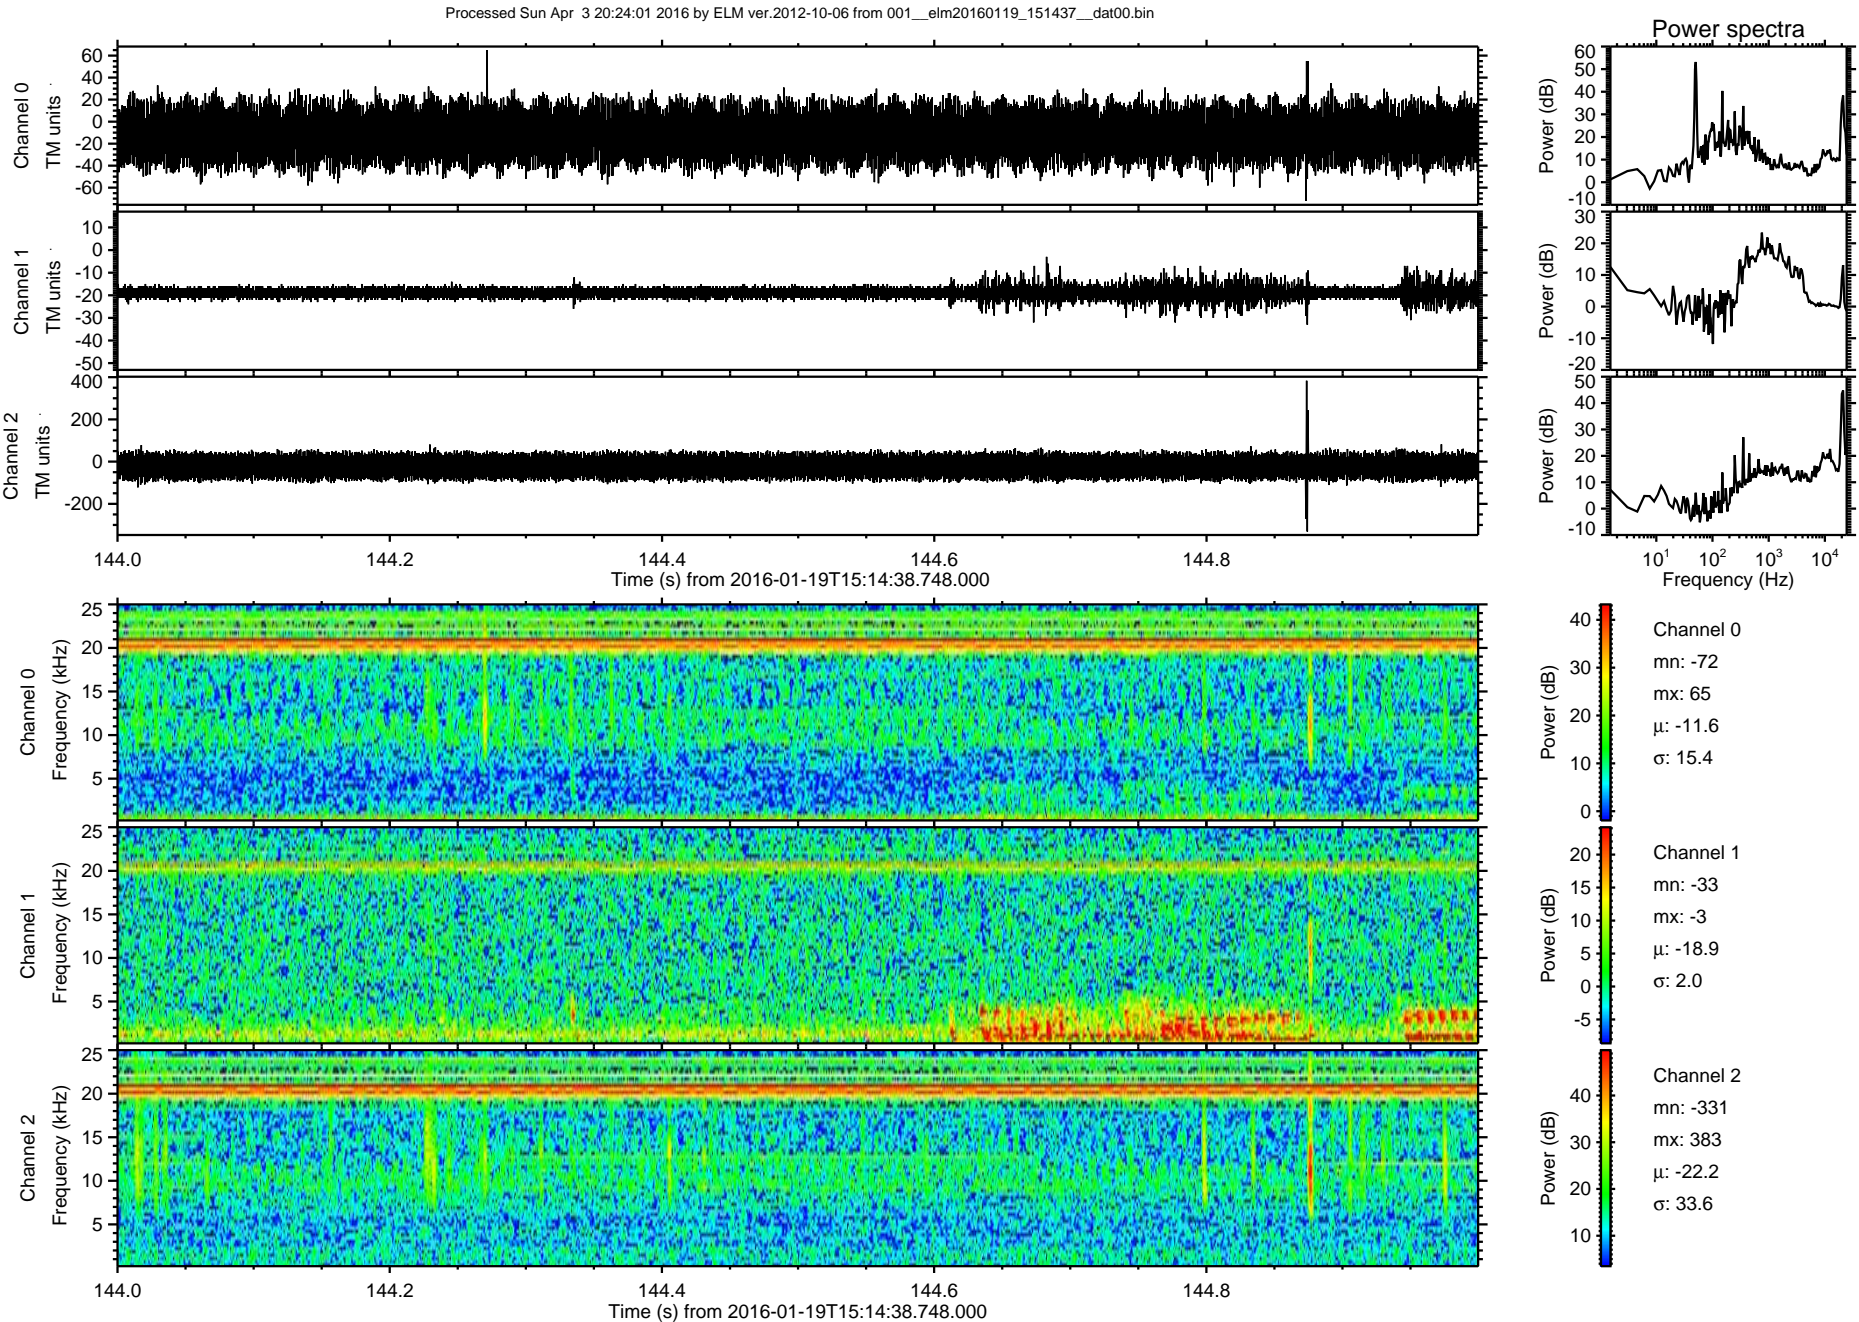 Processed Sun Apr 3 20:24:01 2016 by ELM ver.2012-10-06 from 001__elm20160119_151437__dat00.bin
Power spectra
Channel 0
TM units
60
40
20
0
-20
-40
-60
Power (dB)
60
50
40
30
20
10
0
-10
Channel 1
TM units
10
0
-10
-20
-30
-40
-50
Power (dB)
30
20
10
0
-10
-20
Channel 2
TM units
400
200
0
-200
Power (dB)
50
40
30
20
10
0
-10
144.0 144.2 144.4 144.6 144.8
Time (s) from 2016-01-19T15:14:38.748.000
10¹ 10² 10³ 10⁴
Frequency (Hz)
Channel 0
Frequency (kHz)
25
20
15
10
5
Power (dB)
40
30
20
10
0
Channel 0
mn: -72
mx: 65
μ: -11.6
σ: 15.4
Channel 1
Frequency (kHz)
25
20
15
10
5
Power (dB)
20
15
10
5
0
-5
Channel 1
mn: -33
mx: -3
μ: -18.9
σ: 2.0
Channel 2
Frequency (kHz)
25
20
15
10
5
Power (dB)
40
30
20
10
Channel 2
mn: -331
mx: 383
μ: -22.2
σ: 33.6
144.0 144.2 144.4 144.6 144.8
Time (s) from 2016-01-19T15:14:38.748.000